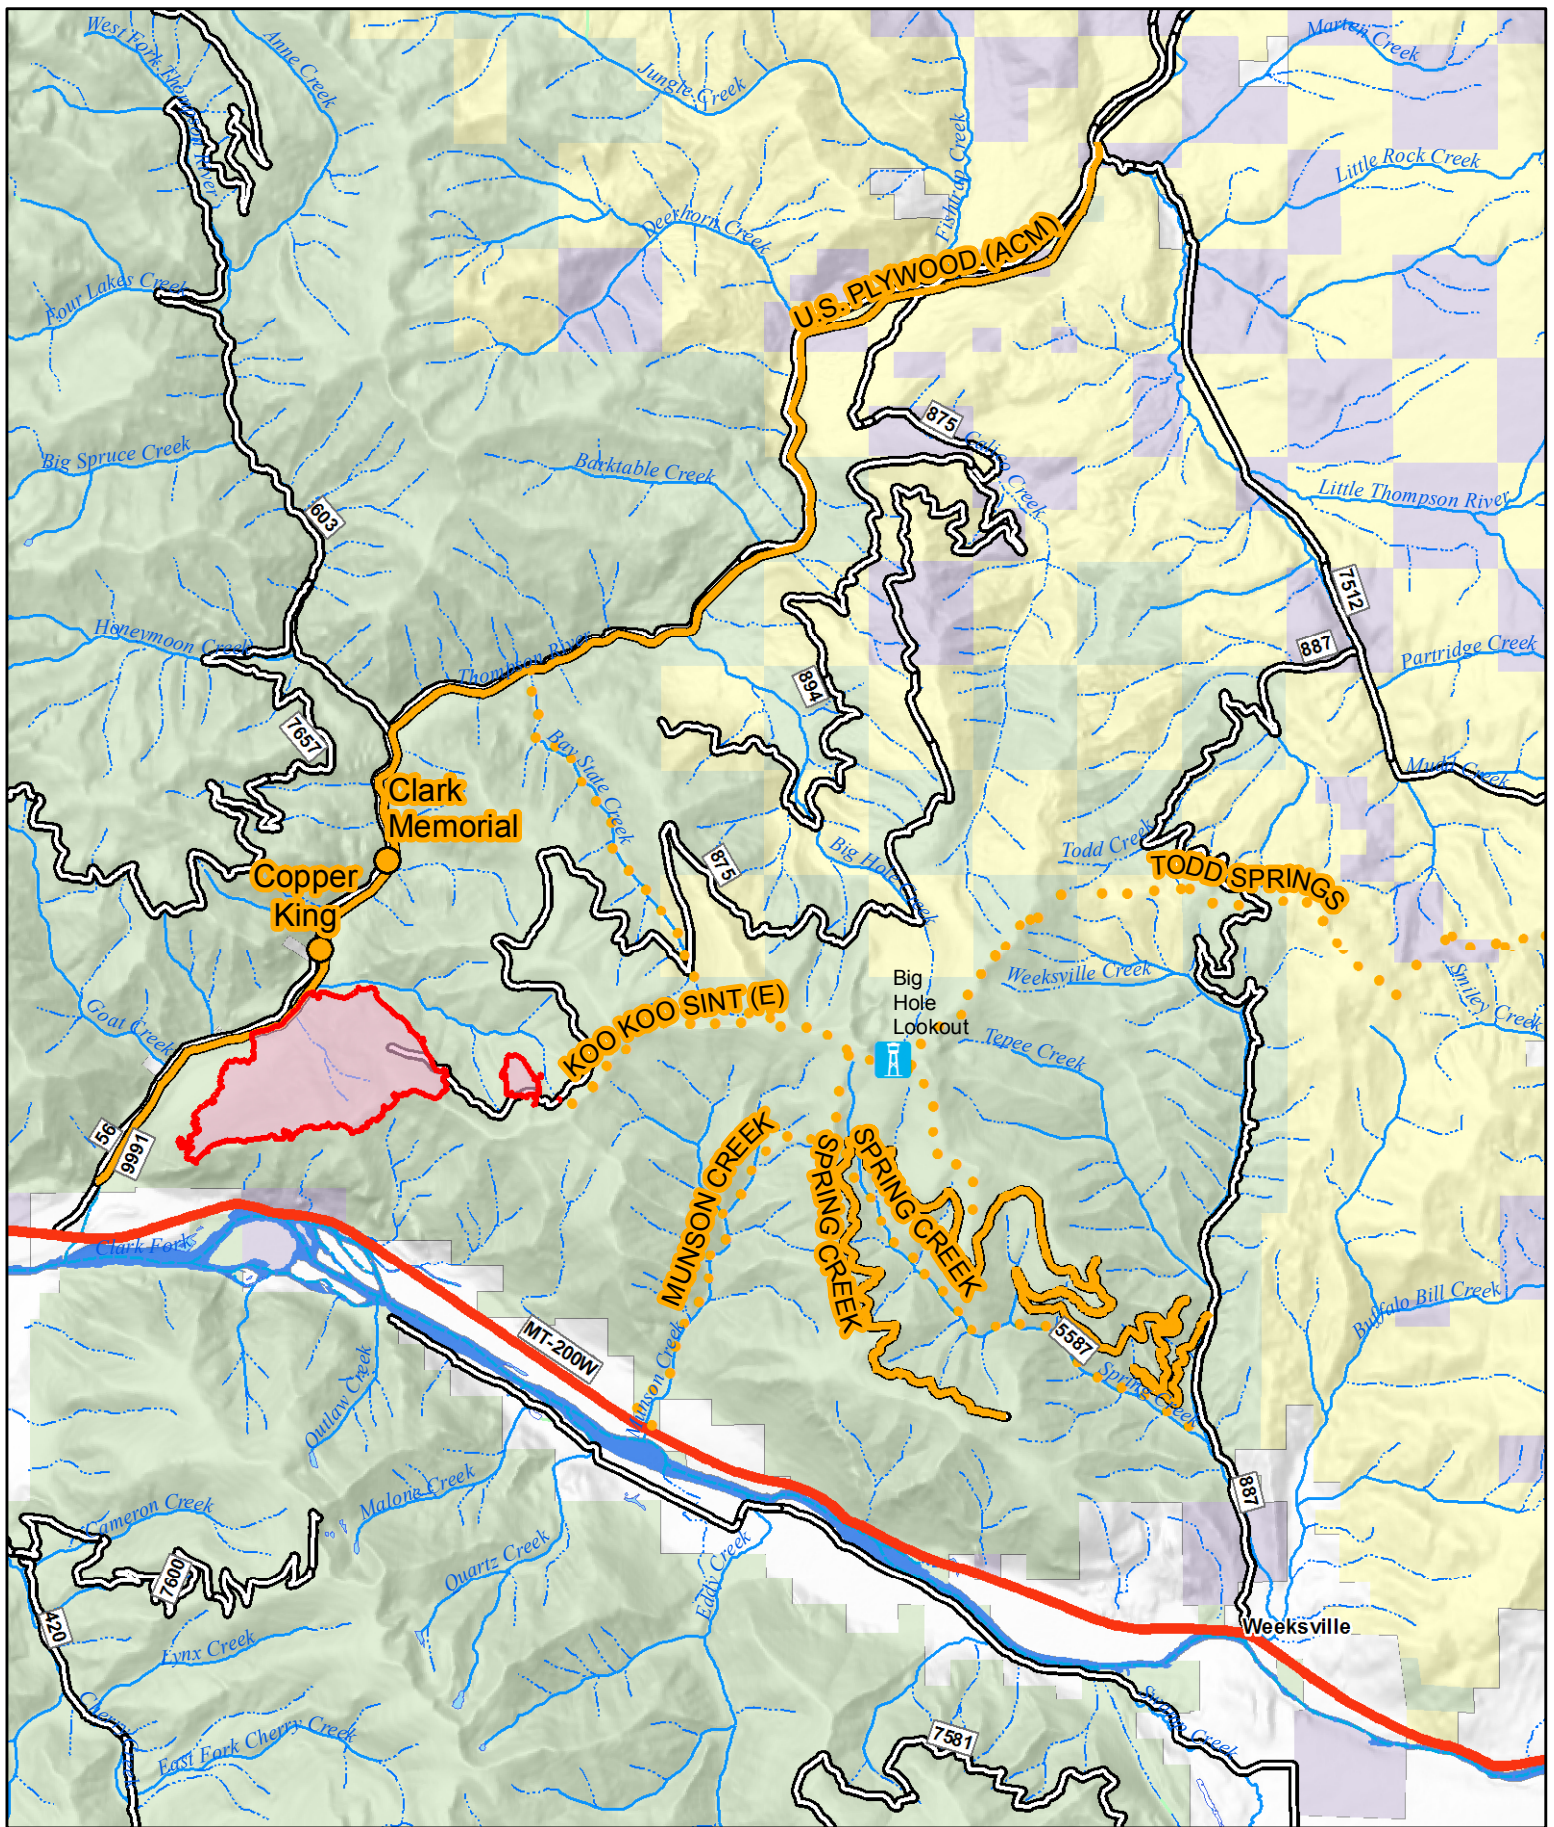 West Fork Thompson River
Anne Creek
Jungle Creek
Marten Creek
Fishtrap Creek
Little Rock Creek
Deerhorn Creek
U.S. PLYWOOD (ACM)
Four Lakes Creek
875
Calico Creek
Big Spruce Creek
Barktable Creek
Little Thompson River
603
7512
Honeymoon Creek
887
Partridge Creek
Thompson River
894
7657
Bay State Creek
Mudd Creek
Clark
Memorial
Todd Creek
Big Hole Creek
875
TODD SPRINGS
Copper
King
Weeksville Creek
Smiley Creek
Big
Hole
Lookout
KOO KOO SINT (E)
Goat Creek
Tepee Creek
56
9991
MUNSON CREEK
SPRING CREEK
SPRING CREEK
Clark Fork
Buffalo Bill Creek
MT-200W
5587
Munson Creek
Spring Creek
Outlaw Creek
887
Malone Creek
Cameron Creek
Quartz Creek
Eddy Creek
7600
420
Lynx Creek
Weeksville
East Fork Cherry Creek
7581